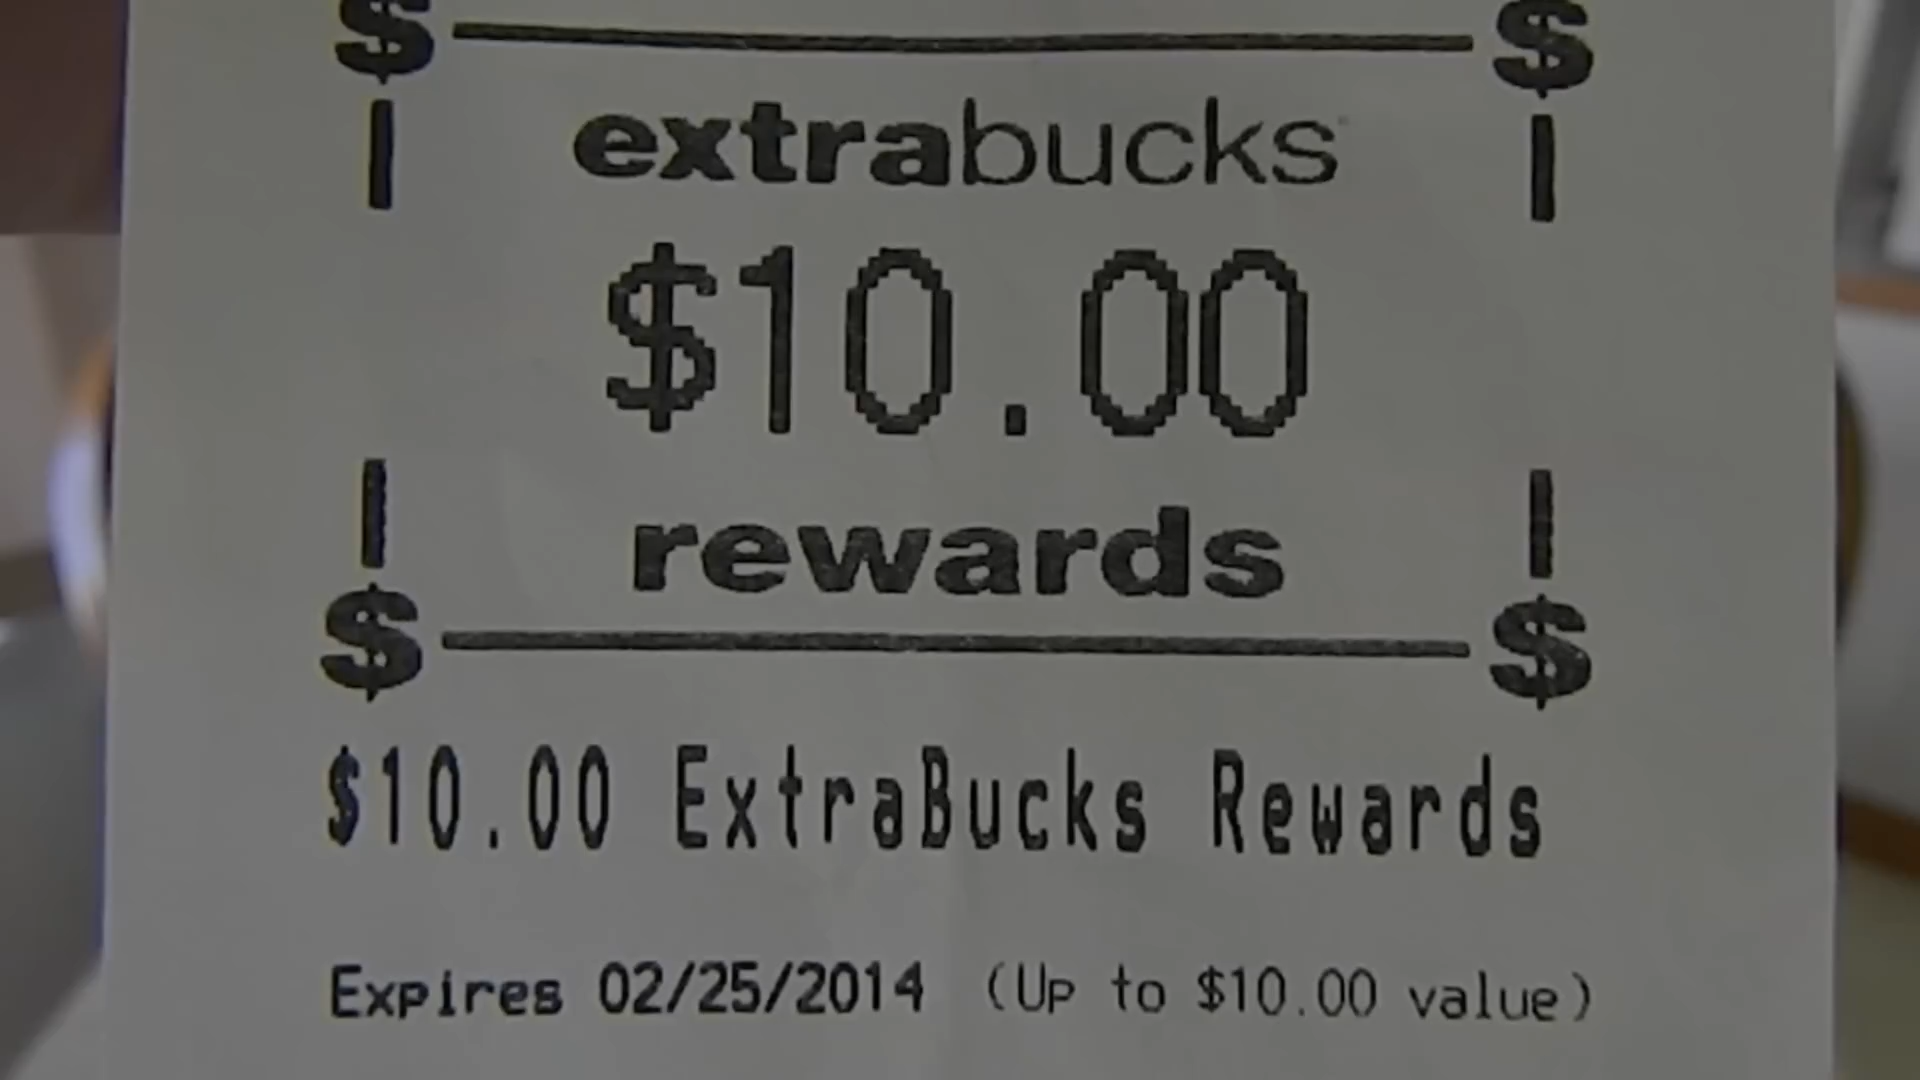 $ $
extrabucks
$10.00
rewards
$ $
$10.00 ExtraBucks Rewards
Expires 02/25/2014 (Up to $10.00 value)